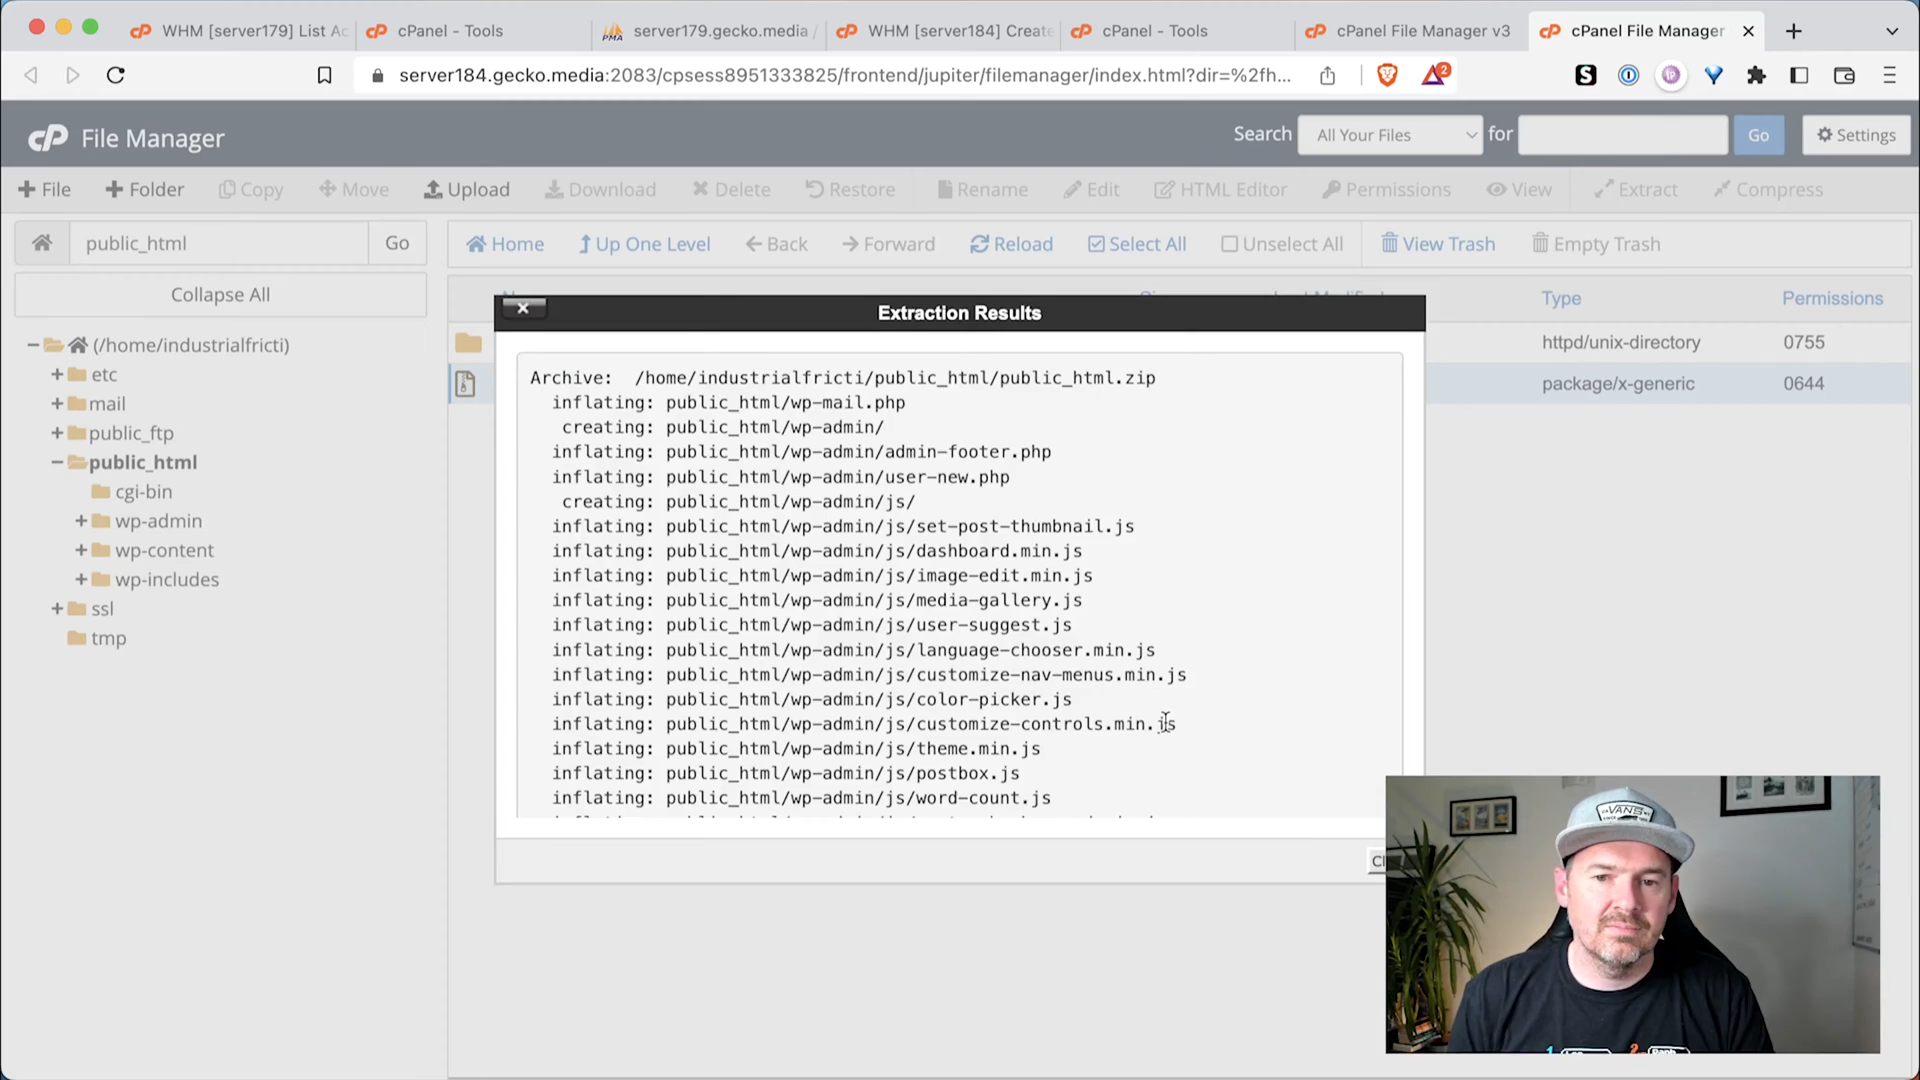 WHM [server179] List Ac
cPanel - Tools
PMA
server179.gecko.media /
WHM [server184] Create
cPanel - Tools
cPanel File Manager v3
cPanel File Manager
server184.gecko.media:2083/cpsess8951333825/frontend/jupiter/filemanager/index.html?dir=%2fh...
2
cP File Manager
Search All Your Files for Go Settings
File Folder Copy Move Upload Download Delete Restore Rename Edit HTML Editor Permissions View Extract Compress
public_html Go
Home Up One Level Back Forward Reload Select All Unselect All View Trash Empty Trash
Collapse All
Type Permissions
(/home/industrialfricti)
etc
mail
public_ftp
public_html
cgi-bin
wp-admin
wp-content
wp-includes
ssl
tmp
httpd/unix-directory 0755
package/x-generic 0644
Extraction Results
Archive: /home/industrialfricti/public_html/public_html.zip
inflating: public_html/wp-mail.php
creating: public_html/wp-admin/
inflating: public_html/wp-admin/admin-footer.php
inflating: public_html/wp-admin/user-new.php
creating: public_html/wp-admin/js/
inflating: public_html/wp-admin/js/set-post-thumbnail.js
inflating: public_html/wp-admin/js/dashboard.min.js
inflating: public_html/wp-admin/js/image-edit.min.js
inflating: public_html/wp-admin/js/media-gallery.js
inflating: public_html/wp-admin/js/user-suggest.js
inflating: public_html/wp-admin/js/language-chooser.min.js
inflating: public_html/wp-admin/js/customize-nav-menus.min.js
inflating: public_html/wp-admin/js/color-picker.js
inflating: public_html/wp-admin/js/customize-controls.min.js
inflating: public_html/wp-admin/js/theme.min.js
inflating: public_html/wp-admin/js/postbox.js
inflating: public_html/wp-admin/js/word-count.js
Cl
VANS